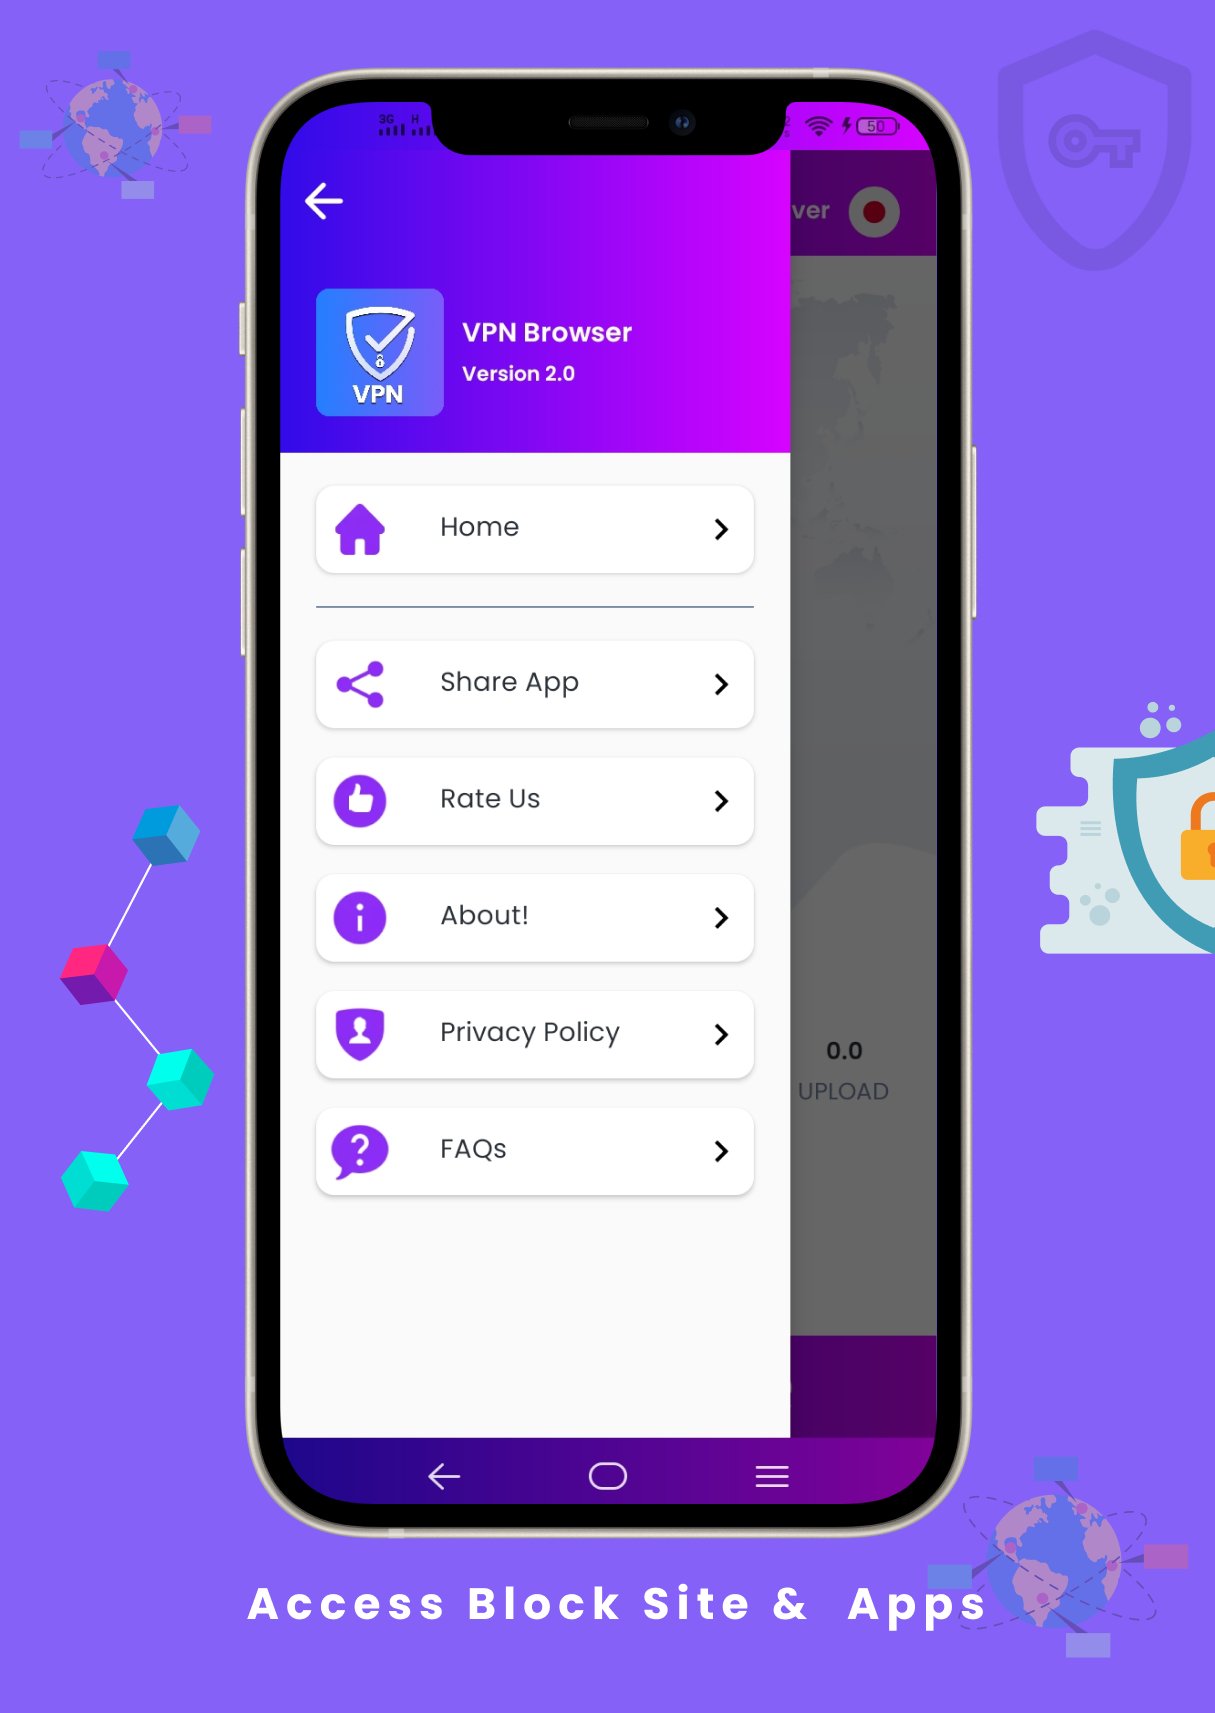 3G H
50
ver
VPN
VPN Browser
Version 2.0
Home
Share App
Rate Us
About!
Privacy Policy
FAQs
0.0
UPLOAD
Access Block Site & Apps